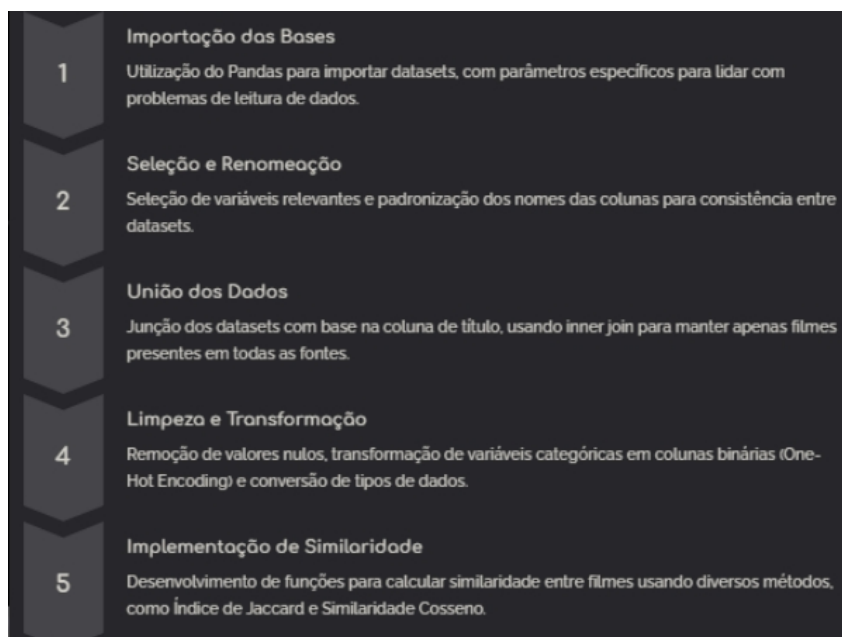 1
Importação das Bases
Utilização do Pandas para importar datasets, com parâmetros específicos para lidar com
problemas de leitura de dados.
2
Seleção e Renomeação
Seleção de variáveis relevantes e padronização dos nomes das colunas para consistência entre
datasets.
3
União dos Dados
Junção dos datasets com base na coluna de título, usando inner join para manter apenas filmes
presentes em todas as fontes.
4
Limpeza e Transformação
Remoção de valores nulos, transformação de variáveis categóricas em colunas binárias (One-
Hot Encoding) e conversão de tipos de dados.
5
Implementação de Similaridade
Desenvolvimento de funções para calcular similaridade entre filmes usando diversos métodos,
como Índice de Jaccard e Similaridade Cosseno.